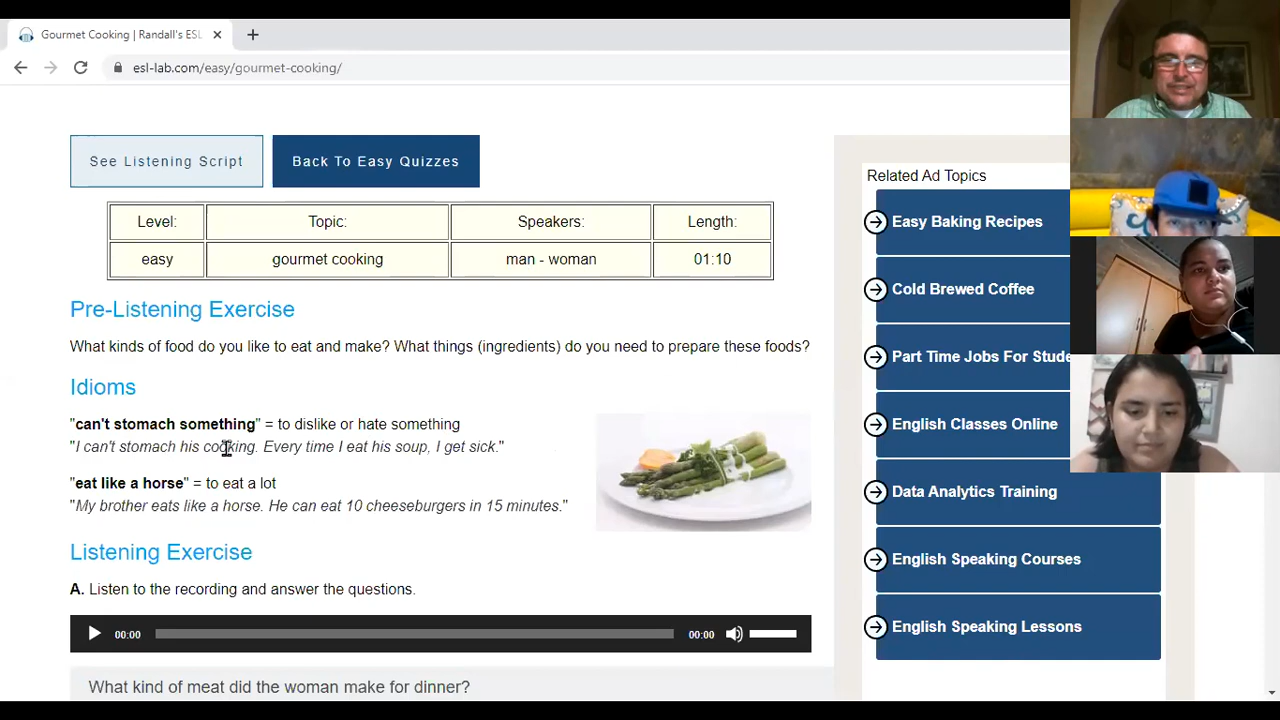 Gourmet Cooking | Randall's ESL
esl-lab.com/easy/gourmet-cooking/
See Listening Script
Back To Easy Quizzes
Level: Topic: Speakers: Length:
easy gourmet cooking man - woman 01:10
Pre-Listening Exercise
What kinds of food do you like to eat and make? What things (ingredients) do you need to prepare these foods?
Idioms
"can't stomach something" = to dislike or hate something
"I can't stomach his cooking. Every time I eat his soup, I get sick."
"eat like a horse" = to eat a lot
"My brother eats like a horse. He can eat 10 cheeseburgers in 15 minutes."
Listening Exercise
A. Listen to the recording and answer the questions.
00:00 00:00
What kind of meat did the woman make for dinner?
Related Ad Topics
Easy Baking Recipes
Cold Brewed Coffee
Part Time Jobs For Stude
English Classes Online
Data Analytics Training
English Speaking Courses
English Speaking Lessons